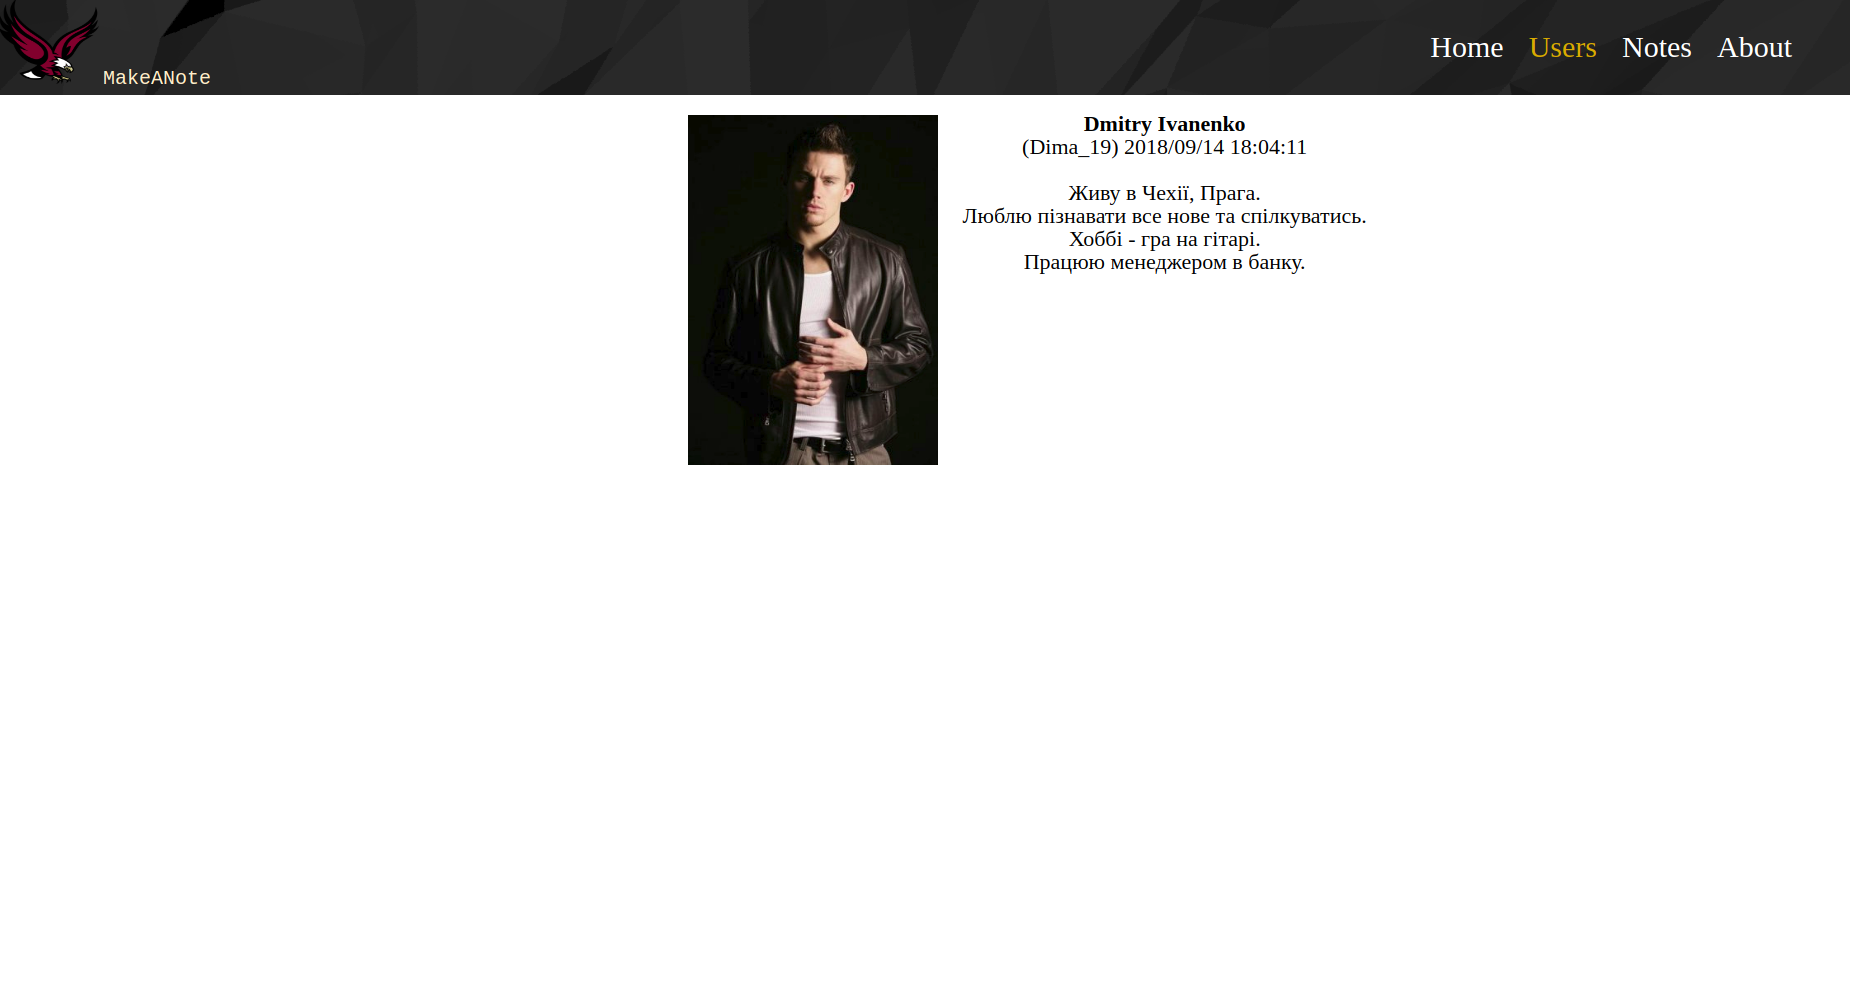 MakeANote
Home Users Notes About
Dmitry Ivanenko
(Dima_19) 2018/09/14 18:04:11
Живу в Чехії, Прага.
Люблю пізнавати все нове та спілкуватись.
Хоббі - гра на гітарі.
Працюю менеджером в банку.